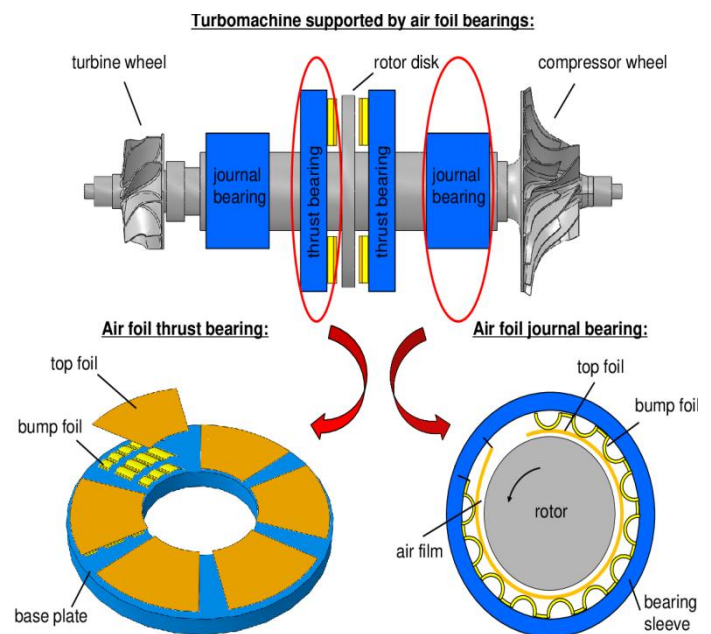 Turbomachine supported by air foil bearings:
turbine wheel
rotor disk
compressor wheel
journal
bearing
thrust bearing
thrust bearing
journal
bearing
Air foil thrust bearing:
top foil
bump foil
base plate
Air foil journal bearing:
top foil
bump foil
rotor
air film
bearing
sleeve